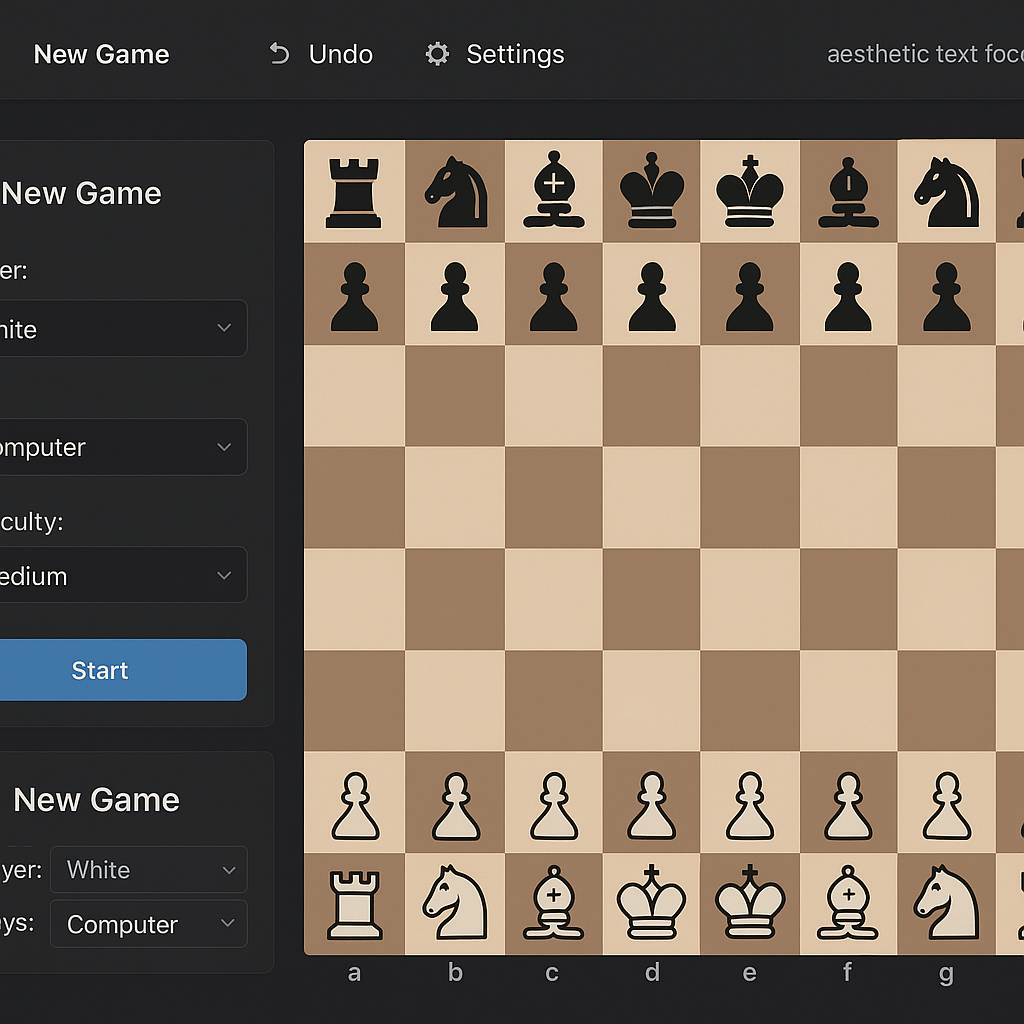 New Game
Undo
Settings
aesthetic text foc
New Game
er:
hite
omputer
culty:
edium
Start
New Game
yer:
White
ys:
Computer
a b c d e f g